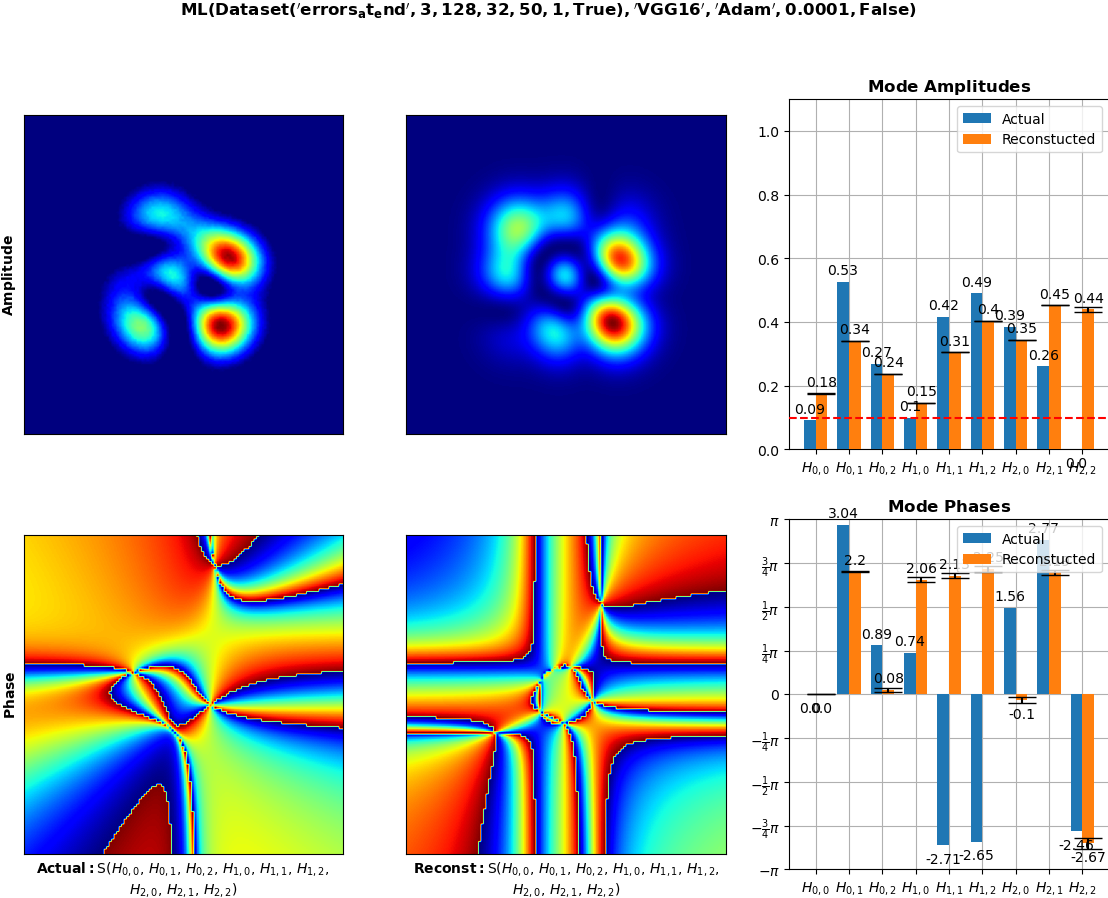 ML(Dataset('errors_at_end', 3, 128, 32, 50, 1, True), 'VGG16', 'Adam', 0.0001, False)
Mode Amplitudes
Actual
Reconstucted
1.0
0.8
0.6
0.4
0.2
0.0
0.09
0.18
0.53
0.34
0.27
0.24
0.1
0.15
0.42
0.31
0.49
0.4
0.39
0.35
0.26
0.45
0.0
0.44
H0,0 H0,1 H0,2 H1,0 H1,1 H1,2 H2,0 H2,1 H2,2
Amplitude
Mode Phases
Actual
Reconstucted
π
3/4π
1/2π
1/4π
0
−1/4π
−1/2π
−3/4π
−π
0.0
0.0
3.04
2.2
0.89
0.08
0.74
2.06
-2.71
-2.65
1.56
-0.1
2.77
-2.46
-2.67
H0,0 H0,1 H0,2 H1,0 H1,1 H1,2 H2,0 H2,1 H2,2
Phase
Actual: S(H0,0, H0,1, H0,2, H1,0, H1,1, H1,2,
H2,0, H2,1, H2,2)
Reconst: S(H0,0, H0,1, H0,2, H1,0, H1,1, H1,2,
H2,0, H2,1, H2,2)